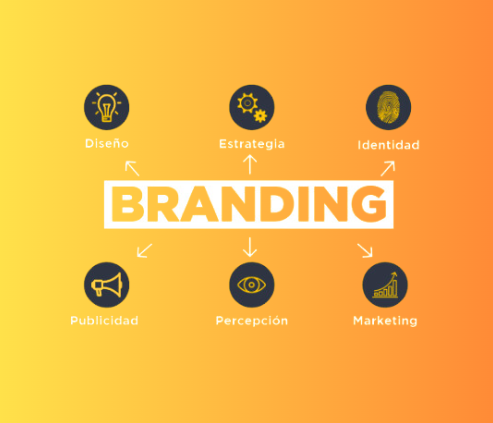 Diseño
Estrategia
Identidad
BRANDING
Publicidad
Percepción
Marketing